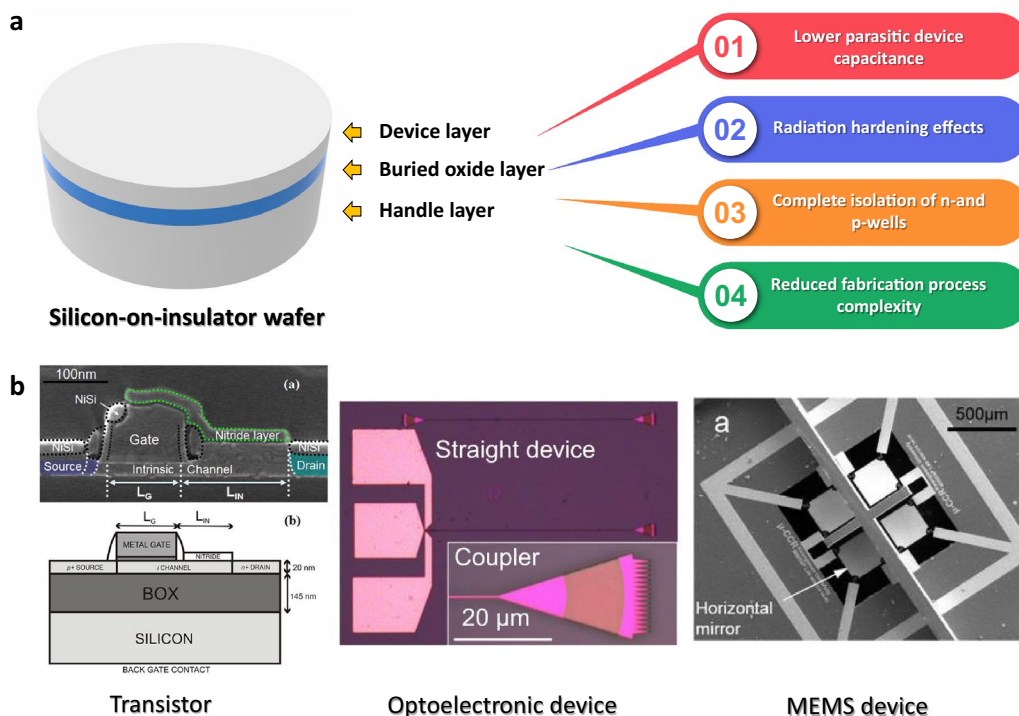 a
Device layer
Buried oxide layer
Handle layer
Silicon-on-insulator wafer
01
Lower parasitic device
capacitance
02
Radiation hardening effects
03
Complete isolation of n-and
p-wells
04
Reduced fabrication process
complexity
b
100nm
(a)
NiSi
Gate
Nitride layer
NiSi
NiSi
Source
Intrinsic
Channel
Drain
LG
LIN
(b)
LG
LIN
METAL GATE
NITRIDE
p+ SOURCE
i CHANNEL
n+ DRAIN
20 nm
BOX
145 nm
SILICON
BACK GATE CONTACT
Transistor
Straight device
Coupler
20 μm
Optoelectronic device
a
500μm
Horizontal
mirror
MEMS device